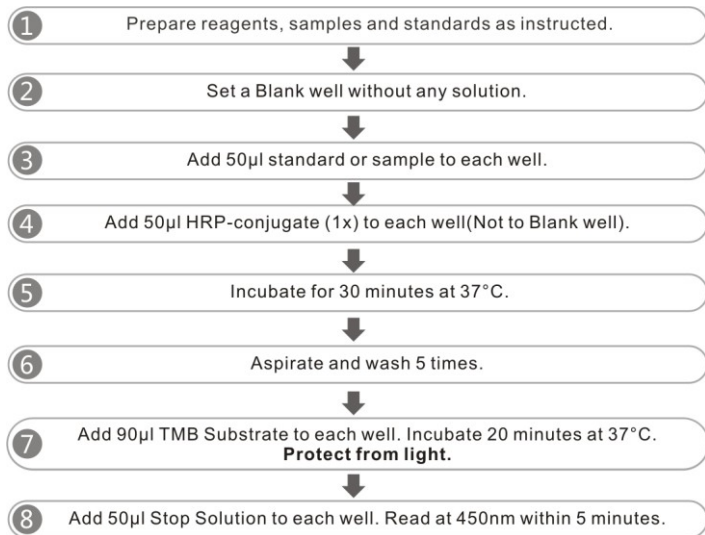 1 Prepare reagents, samples and standards as instructed.
2 Set a Blank well without any solution.
3 Add 50μl standard or sample to each well.
4 Add 50μl HRP-conjugate (1x) to each well(Not to Blank well).
5 Incubate for 30 minutes at 37°C.
6 Aspirate and wash 5 times.
7 Add 90μl TMB Substrate to each well. Incubate 20 minutes at 37°C.
Protect from light.
8 Add 50μl Stop Solution to each well. Read at 450nm within 5 minutes.